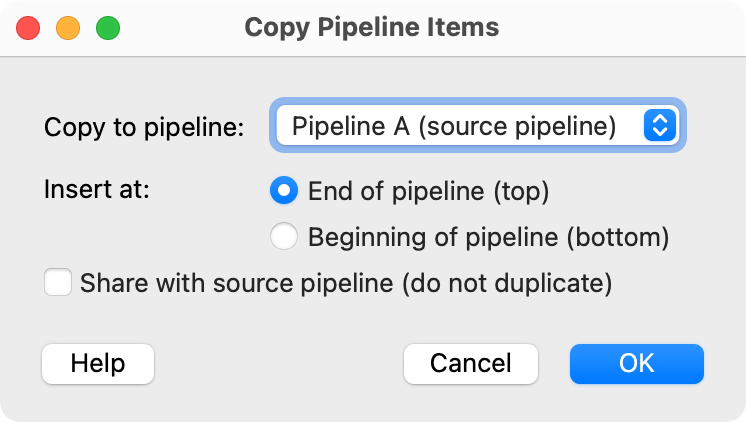 Copy Pipeline Items
Copy to pipeline: Pipeline A (source pipeline)
Insert at: End of pipeline (top)
Beginning of pipeline (bottom)
Share with source pipeline (do not duplicate)
Help Cancel OK